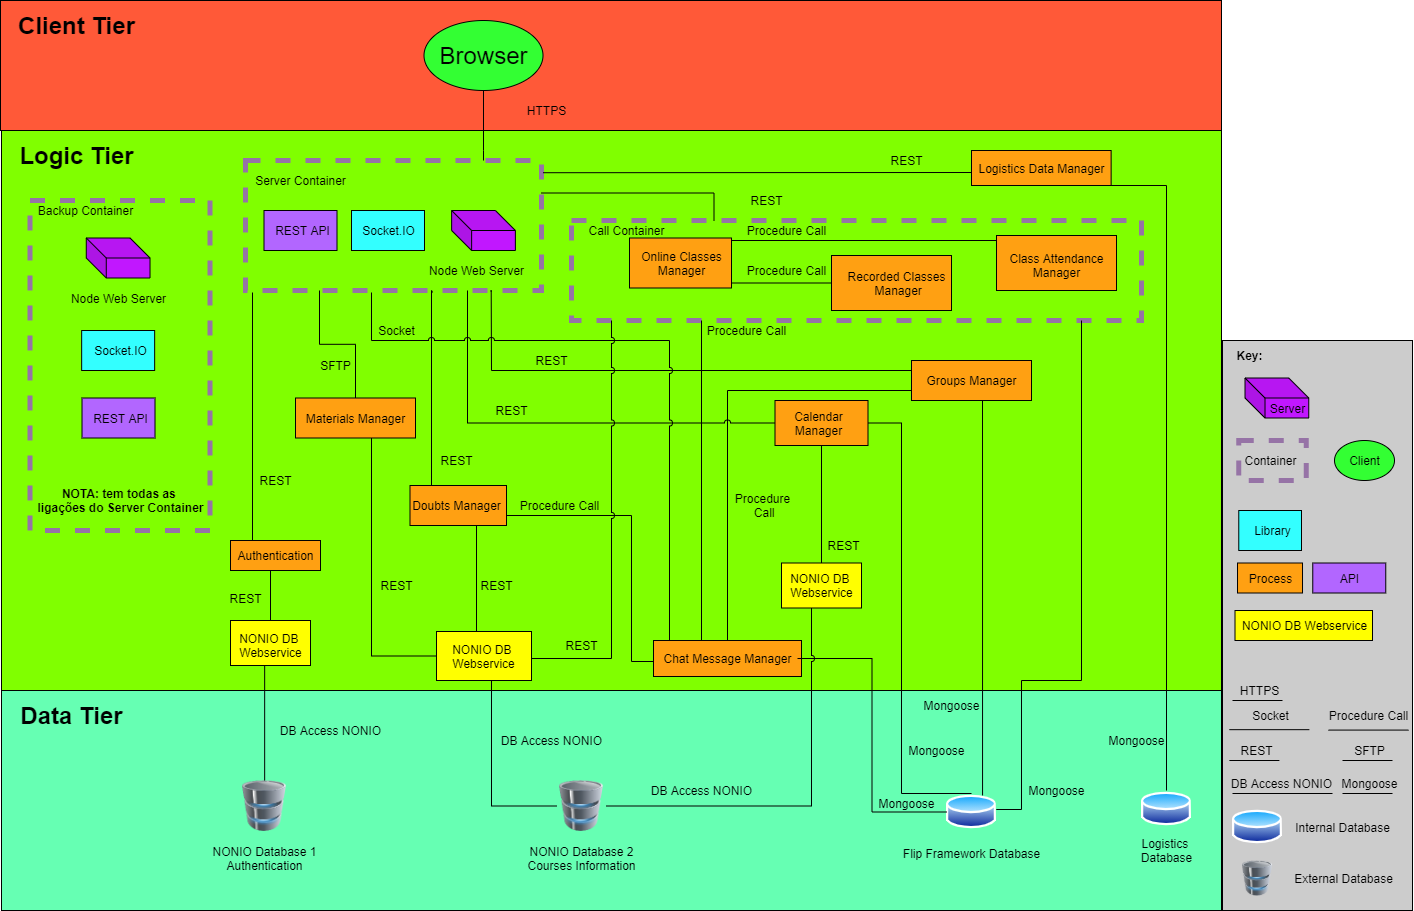 Client Tier
Browser
HTTPS
Logic Tier
Server Container
REST API
Socket.IO
Node Web Server
Backup Container
Node Web Server
Socket.IO
REST API
NOTA: tem todas as
ligações do Server Container
REST
Logistics Data Manager
REST
Call Container
Procedure Call
Online Classes
Manager
Procedure Call
Recorded Classes
Manager
Class Attendance
Manager
Socket
Procedure Call
SFTP
REST
Groups Manager
Materials Manager
REST
Calendar
Manager
REST
REST
Doubts Manager
Procedure Call
Procedure
Call
REST
Authentication
REST
REST
REST
NONIO DB
Webservice
NONIO DB
Webservice
REST
NONIO DB
Webservice
Chat Message Manager
Data Tier
DB Access NONIO
DB Access NONIO
DB Access NONIO
Mongoose
Mongoose
Mongoose
Mongoose
Mongoose
NONIO Database 1
Authentication
NONIO Database 2
Courses Information
Flip Framework Database
Logistics
Database
Key:
Server
Container
Client
Library
Process
API
NONIO DB Webservice
HTTPS
Socket
Procedure Call
REST
SFTP
DB Access NONIO
Mongoose
Internal Database
External Database